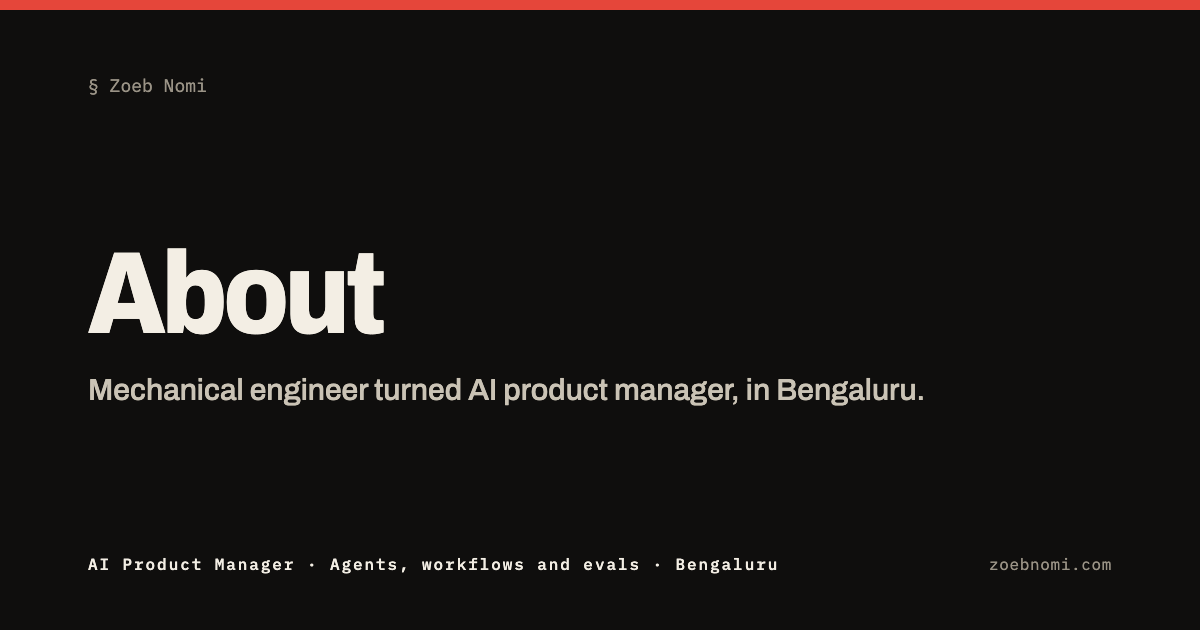 § Zoeb Nomi
About
Mechanical engineer turned AI product manager, in Bengaluru.
AI Product Manager · Agents, workflows and evals · Bengaluru
zoebnomi.com